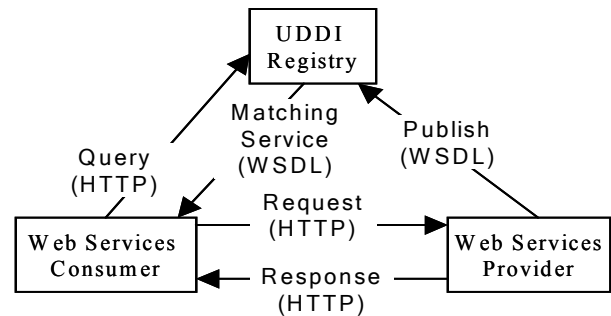 UDDI
Registry
Matching
Service
(WSDL)
Publish
(WSDL)
Query
(HTTP)
Request
(HTTP)
Web Services
Consumer
Web Services
Provider
Response
(HTTP)